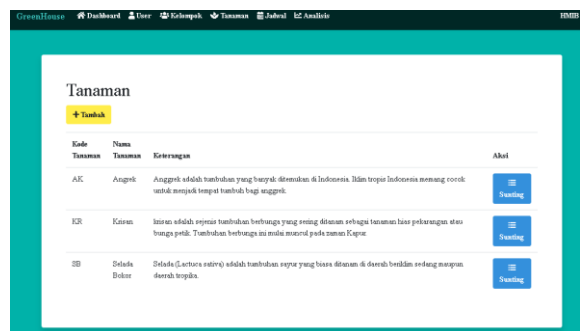 GreenHouse Dashboard User Kelompok Tanaman Jadwal Analisis HMIB
Tanaman
+ Tambah
Kode Tanaman Nama Tanaman Keterangan Aksi
AK Angrek Anggrek adalah tumbuhan yang banyak ditemukan di Indonesia. Iklim tropis Indonesia memang cocok
untuk menjadi tempat tumbuh bagi anggrek.
Sunting
KR Krisan krisan adalah sejenis tumbuhan berbunga yang sering ditanam sebagai tanaman hias pekarangan atau
bunga petik. Tumbuhan berbunga ini mulai muncul pada zaman Kapur.
Sunting
SB Selada Bokor Selada (Lactuca sativa) adalah tumbuhan sayur yang biasa ditanam di daerah beriklim sedang maupun
daerah tropika.
Sunting